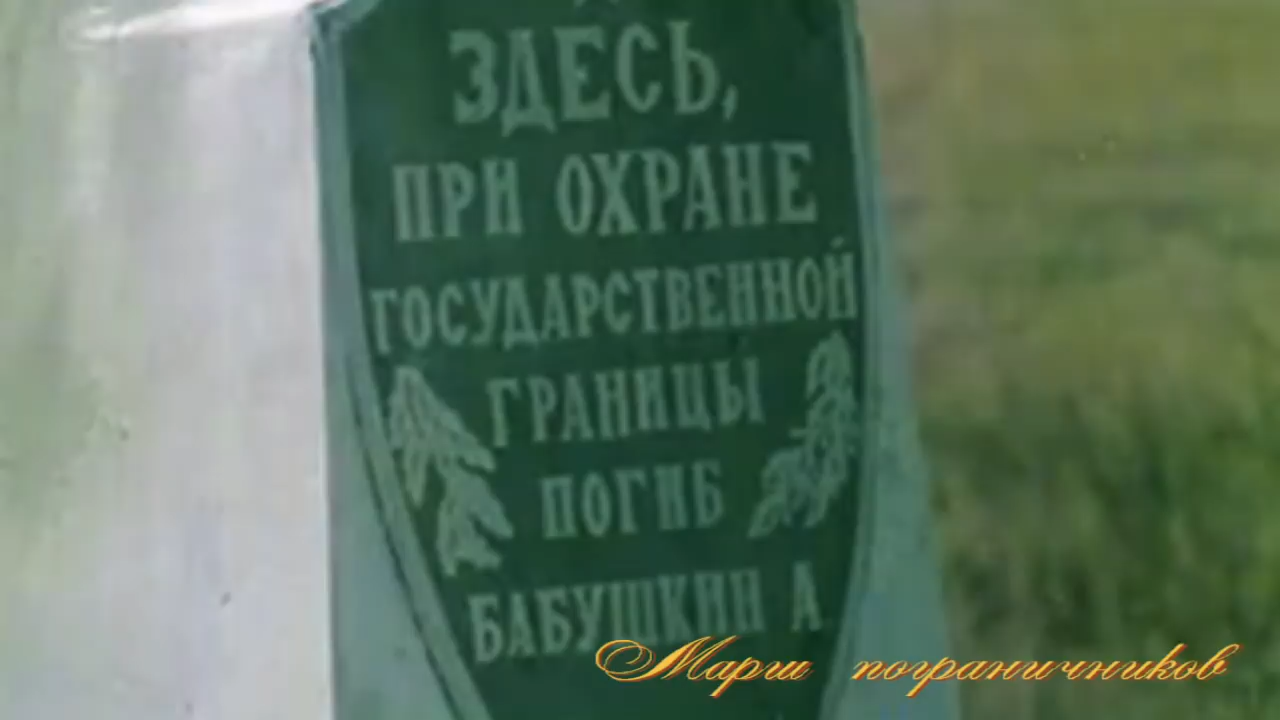 ЗДЕСЬ,
ПРИ ОХРАНЕ
ГОСУДАРСТВЕННОЙ
ГРАНИЦЫ
ПОГИБ
БАБУШКИН А.
Марш пограничников